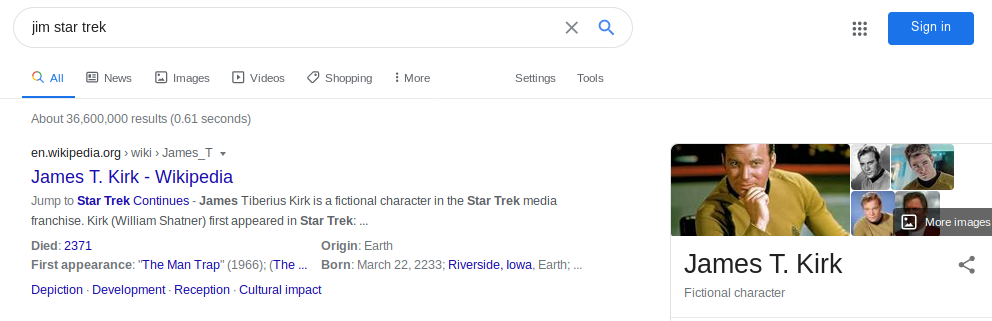 jim star trek
Sign in
All News Images Videos Shopping More Settings Tools
About 36,600,000 results (0.61 seconds)
en.wikipedia.org › wiki › James_T
James T. Kirk - Wikipedia
Jump to Star Trek Continues - James Tiberius Kirk is a fictional character in the Star Trek media
franchise. Kirk (William Shatner) first appeared in Star Trek: ...
Died: 2371 Origin: Earth
First appearance: "The Man Trap" (1966); (The ... Born: March 22, 2233; Riverside, Iowa, Earth; ...
Depiction · Development · Reception · Cultural impact
More images
James T. Kirk
Fictional character